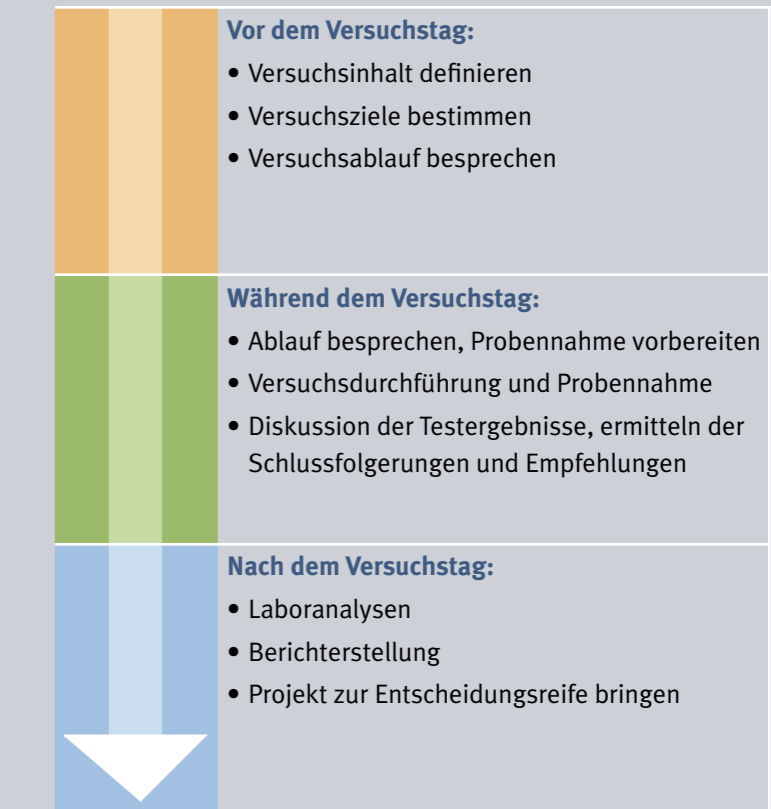 Vor dem Versuchstag:
• Versuchsinhalt definieren
• Versuchsziele bestimmen
• Versuchsablauf besprechen
Während dem Versuchstag:
• Ablauf besprechen, Probennahme vorbereiten
• Versuchsdurchführung und Probennahme
• Diskussion der Testergebnisse, ermitteln der
Schlussfolgerungen und Empfehlungen
Nach dem Versuchstag:
• Laboranalysen
• Berichterstellung
• Projekt zur Entscheidungsreife bringen